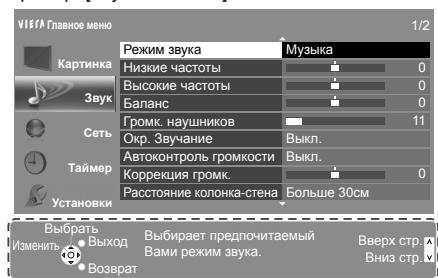 VIErA Главное меню 1/2
Картинка
Звук
Сеть
Таймер
Установки
Режим звука Музыка
Низкие частоты 0
Высокие частоты 0
Баланс 0
Громк. наушников 11
Окр. Звучание Выкл.
Автоконтроль громкости Выкл.
Коррекция громк. 0
Расстояние колонка-стена Больше 30см
Выбрать
Изменить
Выход
Возврат
Выбирает предпочитаемый
Вами режим звука.
Вверх стр.
Вниз стр.